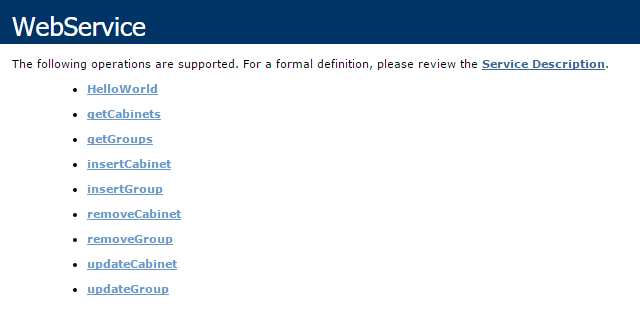 WebService
The following operations are supported. For a formal definition, please review the Service Description.
HelloWorld
getCabinets
getGroups
insertCabinet
insertGroup
removeCabinet
removeGroup
updateCabinet
updateGroup